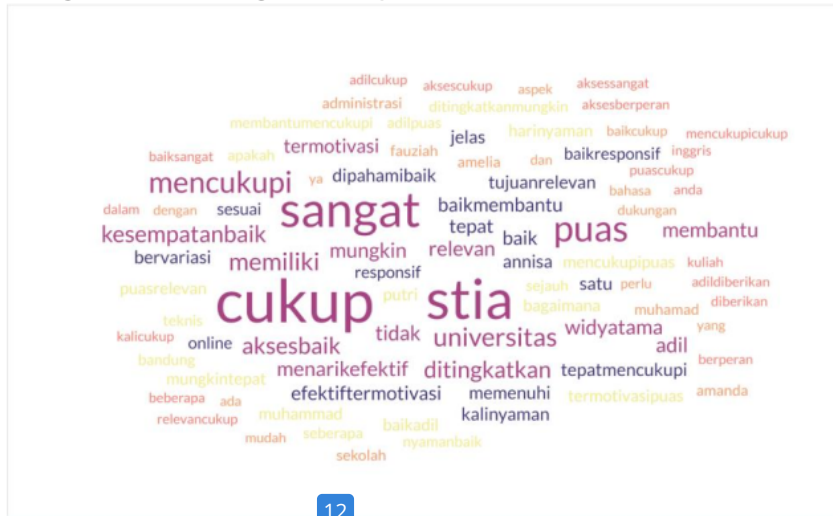 adilcukup aksescukup aspek aksessangat
administrasi ditingkatkanmungkin aksesberperan
membantumencukupi adilpuas jelas harinyaman baikcukup mencukupicukup
baiksangat apakah termotivasi fauziah amelia dan baikresponsif inggris
mencukupi ya dipahamibaik tujuanrelevan puascukup bahasa anda
dalam dengan sesuai sangat baikmembantu dukungan
kesempatanbaik tepat baik puas membantu
bervariasi memiliki mungkin relevan annisa mencukupipuas kuliah
responsif
puasrelevan cukup putri stia sejauh satu perlu adildiberikan
teknis bagaimana muhamad diberikan
kalicukup online aksesbaik tidak universitas widyatama adil yang
bandung menarikefektif ditingkatkan tepatmencukupi berperan
mungkintepat
beberapa ada efektiftermotivasi memenuhi termotivasipuas amanda
relevancukup muhammad baikadil kalinyaman
mudah seberapa nyamanbaik
sekolah
12